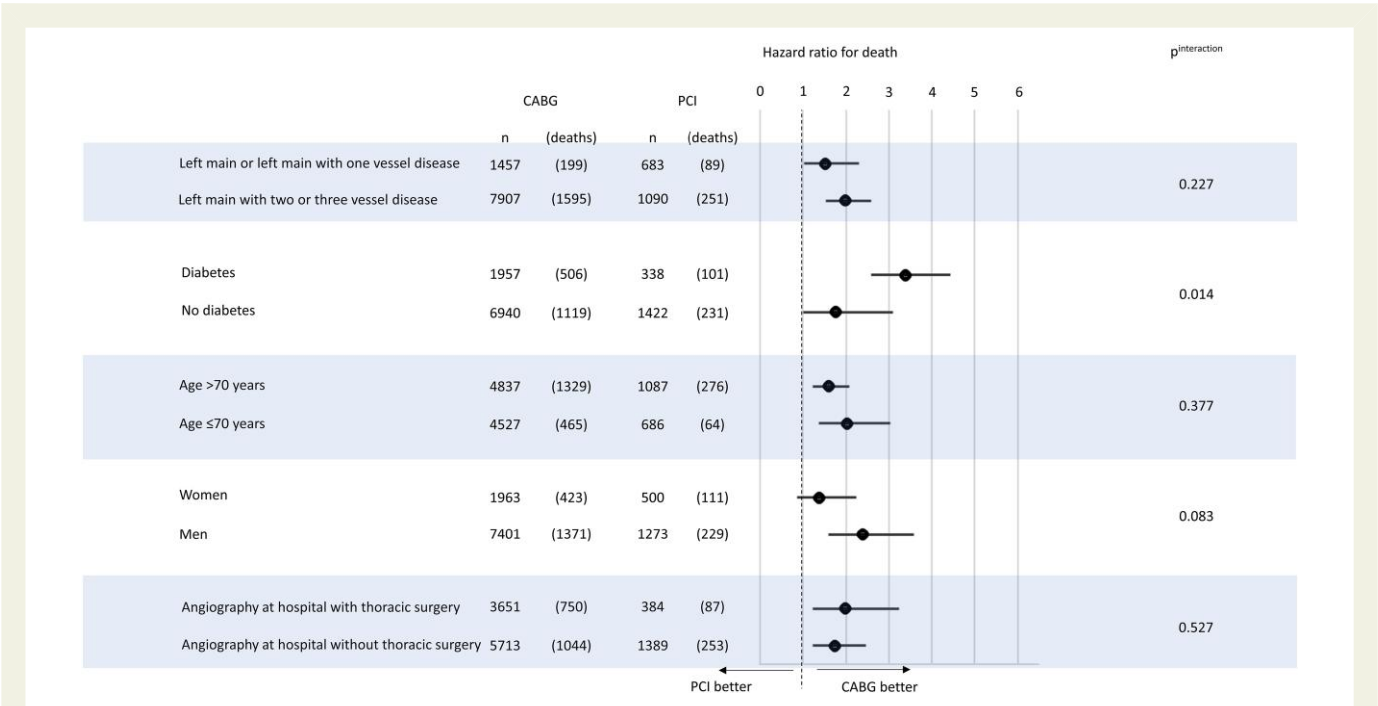 Hazard ratio for death
pinteraction
0 1 2 3 4 5 6
CABG PCI
n (deaths) n (deaths)
Left main or left main with one vessel disease 1457 (199) 683 (89)
0.227
Left main with two or three vessel disease 7907 (1595) 1090 (251)
Diabetes 1957 (506) 338 (101)
0.014
No diabetes 6940 (1119) 1422 (231)
Age >70 years 4837 (1329) 1087 (276)
0.377
Age ≤70 years 4527 (465) 686 (64)
Women 1963 (423) 500 (111)
0.083
Men 7401 (1371) 1273 (229)
Angiography at hospital with thoracic surgery 3651 (750) 384 (87)
0.527
Angiography at hospital without thoracic surgery 5713 (1044) 1389 (253)
PCI better CABG better